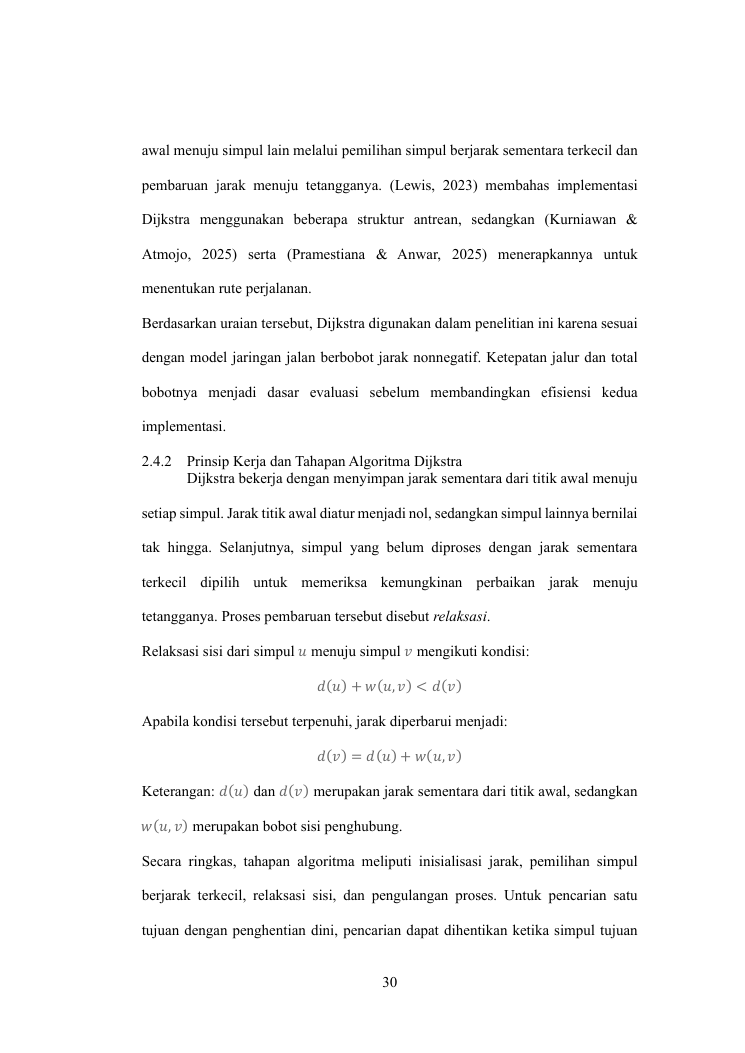 awal menuju simpul lain melalui pemilihan simpul berjarak sementara terkecil dan
pembaruan jarak menuju tetangganya. (Lewis, 2023) membahas implementasi
Dijkstra menggunakan beberapa struktur antrean, sedangkan (Kurniawan &
Atmojo, 2025) serta (Pramestiana & Anwar, 2025) menerapkannya untuk
menentukan rute perjalanan.
Berdasarkan uraian tersebut, Dijkstra digunakan dalam penelitian ini karena sesuai
dengan model jaringan jalan berbobot jarak nonnegatif. Ketepatan jalur dan total
bobotnya menjadi dasar evaluasi sebelum membandingkan efisiensi kedua
implementasi.
2.4.2 Prinsip Kerja dan Tahapan Algoritma Dijkstra
Dijkstra bekerja dengan menyimpan jarak sementara dari titik awal menuju
setiap simpul. Jarak titik awal diatur menjadi nol, sedangkan simpul lainnya bernilai
tak hingga. Selanjutnya, simpul yang belum diproses dengan jarak sementara
terkecil dipilih untuk memeriksa kemungkinan perbaikan jarak menuju
tetangganya. Proses pembaruan tersebut disebut relaksasi.
Relaksasi sisi dari simpul 𝑢 menuju simpul 𝑣 mengikuti kondisi:
𝑑(𝑢) + 𝑤(𝑢, 𝑣) < 𝑑(𝑣)
Apabila kondisi tersebut terpenuhi, jarak diperbarui menjadi:
𝑑(𝑣) = 𝑑(𝑢) + 𝑤(𝑢, 𝑣)
Keterangan: 𝑑(𝑢) dan 𝑑(𝑣) merupakan jarak sementara dari titik awal, sedangkan
𝑤(𝑢, 𝑣) merupakan bobot sisi penghubung.
Secara ringkas, tahapan algoritma meliputi inisialisasi jarak, pemilihan simpul
berjarak terkecil, relaksasi sisi, dan pengulangan proses. Untuk pencarian satu
tujuan dengan penghentian dini, pencarian dapat dihentikan ketika simpul tujuan
30